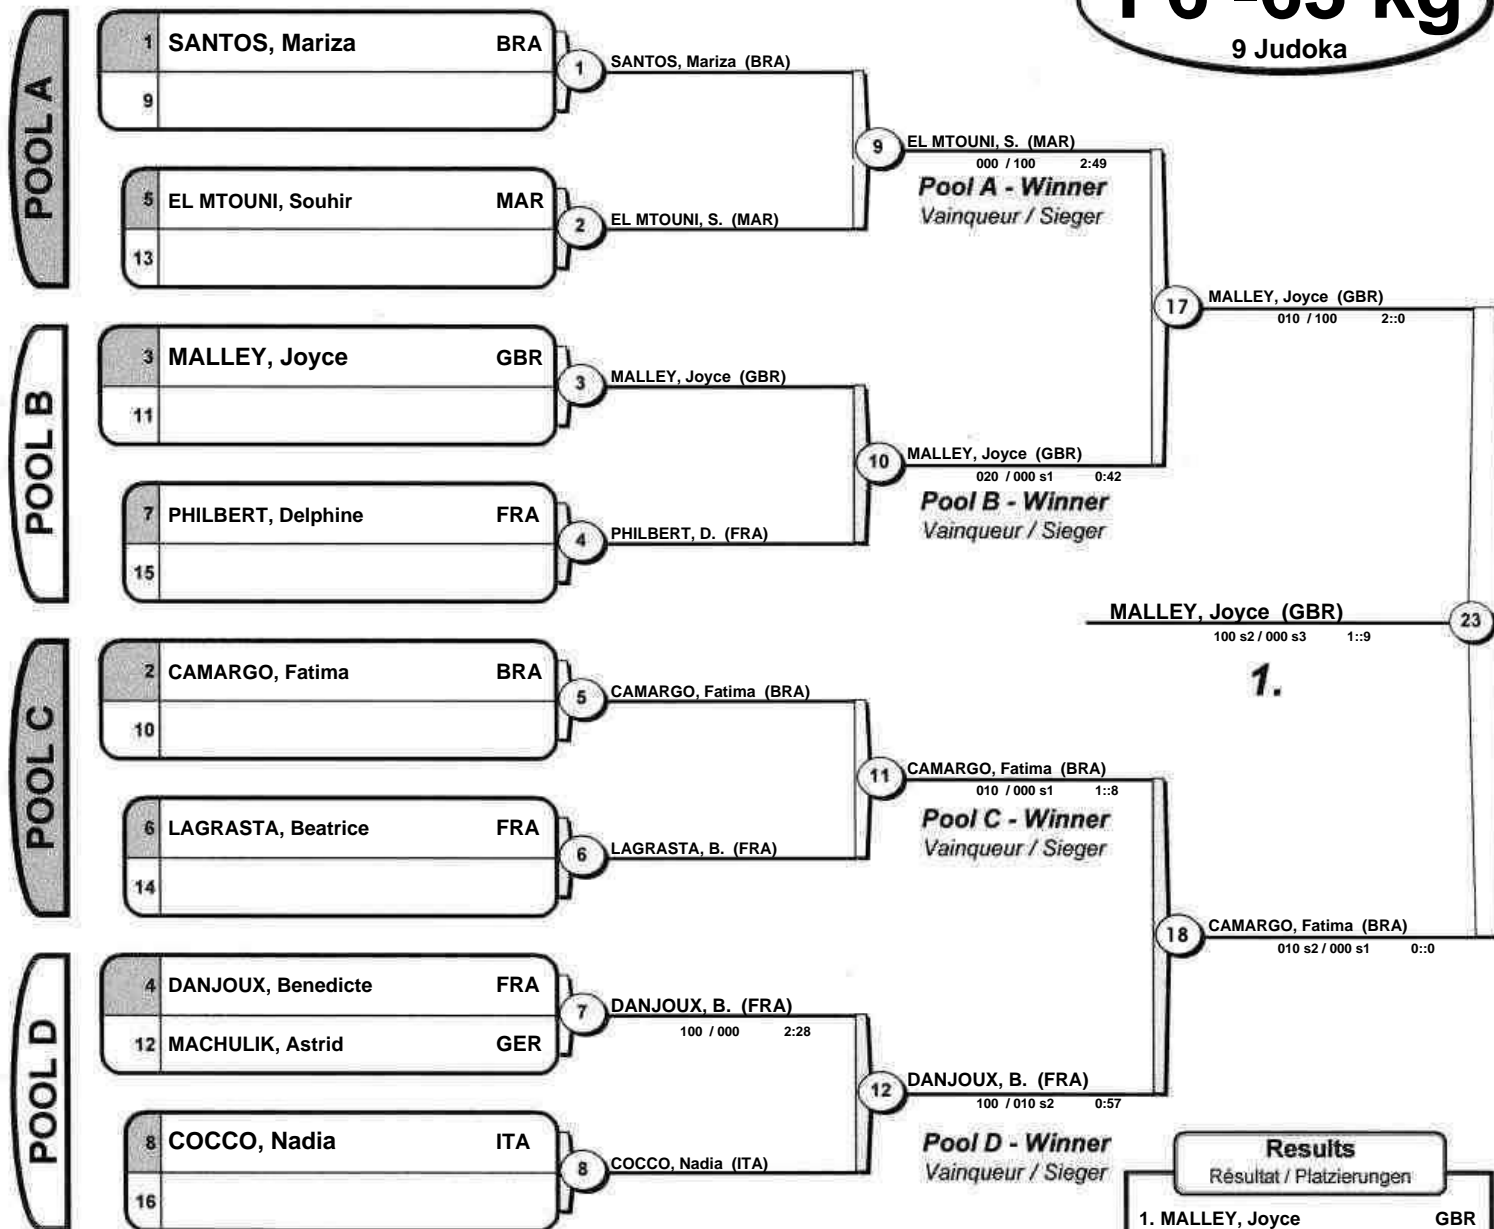 9 Judoka
POOL A
1 SANTOS, Mariza BRA
9
5 EL MTOUNI, Souhir MAR
13
1 SANTOS, Mariza (BRA)
2 EL MTOUNI, S. (MAR)
9 EL MTOUNI, S. (MAR)
000 / 100 2:49
Pool A - Winner
Vainqueur / Sieger
POOL B
3 MALLEY, Joyce GBR
11
7 PHILBERT, Delphine FRA
15
3 MALLEY, Joyce (GBR)
4 PHILBERT, D. (FRA)
10 MALLEY, Joyce (GBR)
020 / 000 s1 0:42
Pool B - Winner
Vainqueur / Sieger
17 MALLEY, Joyce (GBR)
010 / 100 2::0
MALLEY, Joyce (GBR) 23
100 s2 / 000 s3 1::9
1.
POOL C
2 CAMARGO, Fatima BRA
10
6 LAGRASTA, Beatrice FRA
14
5 CAMARGO, Fatima (BRA)
6 LAGRASTA, B. (FRA)
11 CAMARGO, Fatima (BRA)
010 / 000 s1 1::8
Pool C - Winner
Vainqueur / Sieger
18 CAMARGO, Fatima (BRA)
010 s2 / 000 s1 0::0
POOL D
4 DANJOUX, Benedicte FRA
12 MACHULIK, Astrid GER
8 COCCO, Nadia ITA
16
7 DANJOUX, B. (FRA)
100 / 000 2:28
8 COCCO, Nadia (ITA)
12 DANJOUX, B. (FRA)
100 / 010 s2 0:57
Pool D - Winner
Vainqueur / Sieger
Results
Résultat / Platzierungen
1. MALLEY, Joyce GBR